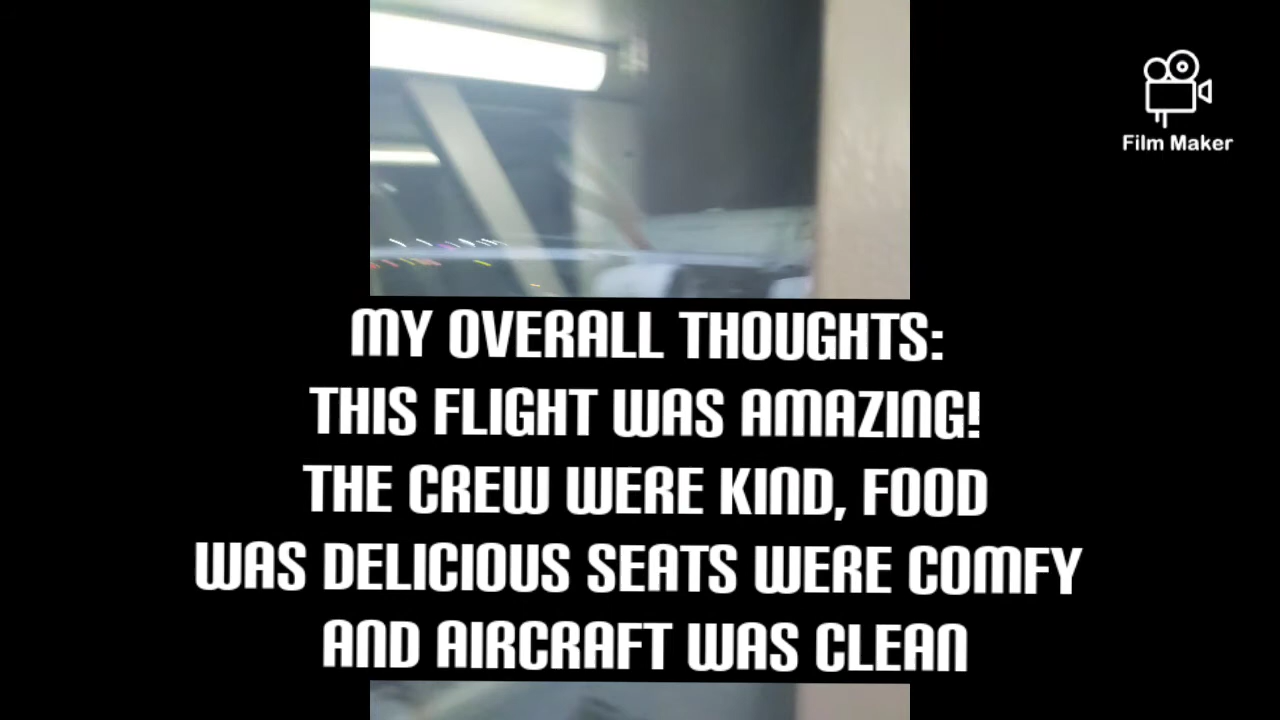 Film Maker
MY OVERALL THOUGHTS:
THIS FLIGHT WAS AMAZING!
THE CREW WERE KIND, FOOD
WAS DELICIOUS SEATS WERE COMFY
AND AIRCRAFT WAS CLEAN